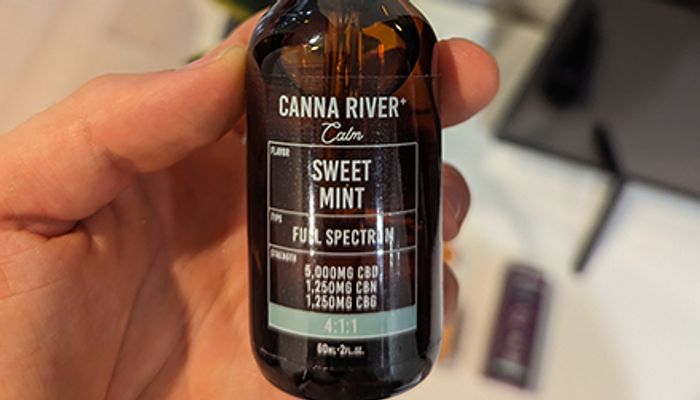 CANNA RIVER+
Calm
FLAVOR
SWEET
MINT
TYPE
FULL SPECTRUM
STRENGTH
5,000MG CBD
1,250MG CBN
1,250MG CBG
4:1:1
60ML•2FL.OZ.